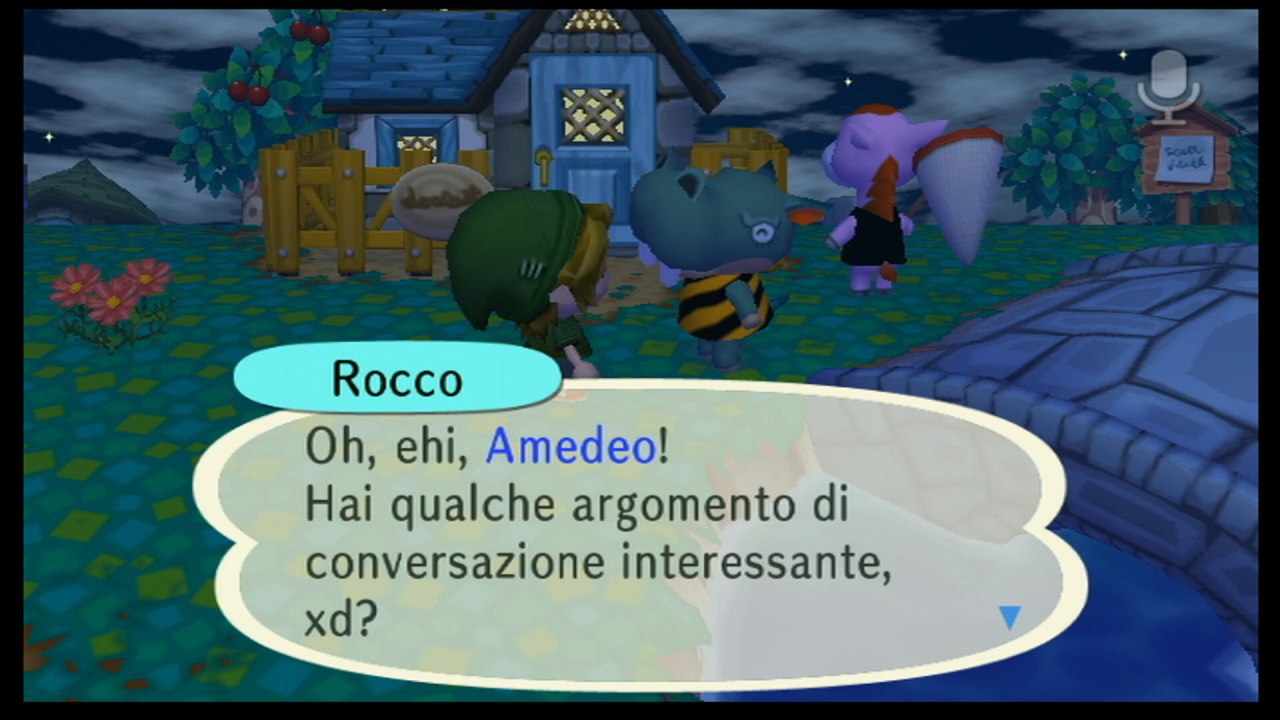 Rocco
Oh, ehi, Amedeo!
Hai qualche argomento di
conversazione interessante,
xd?